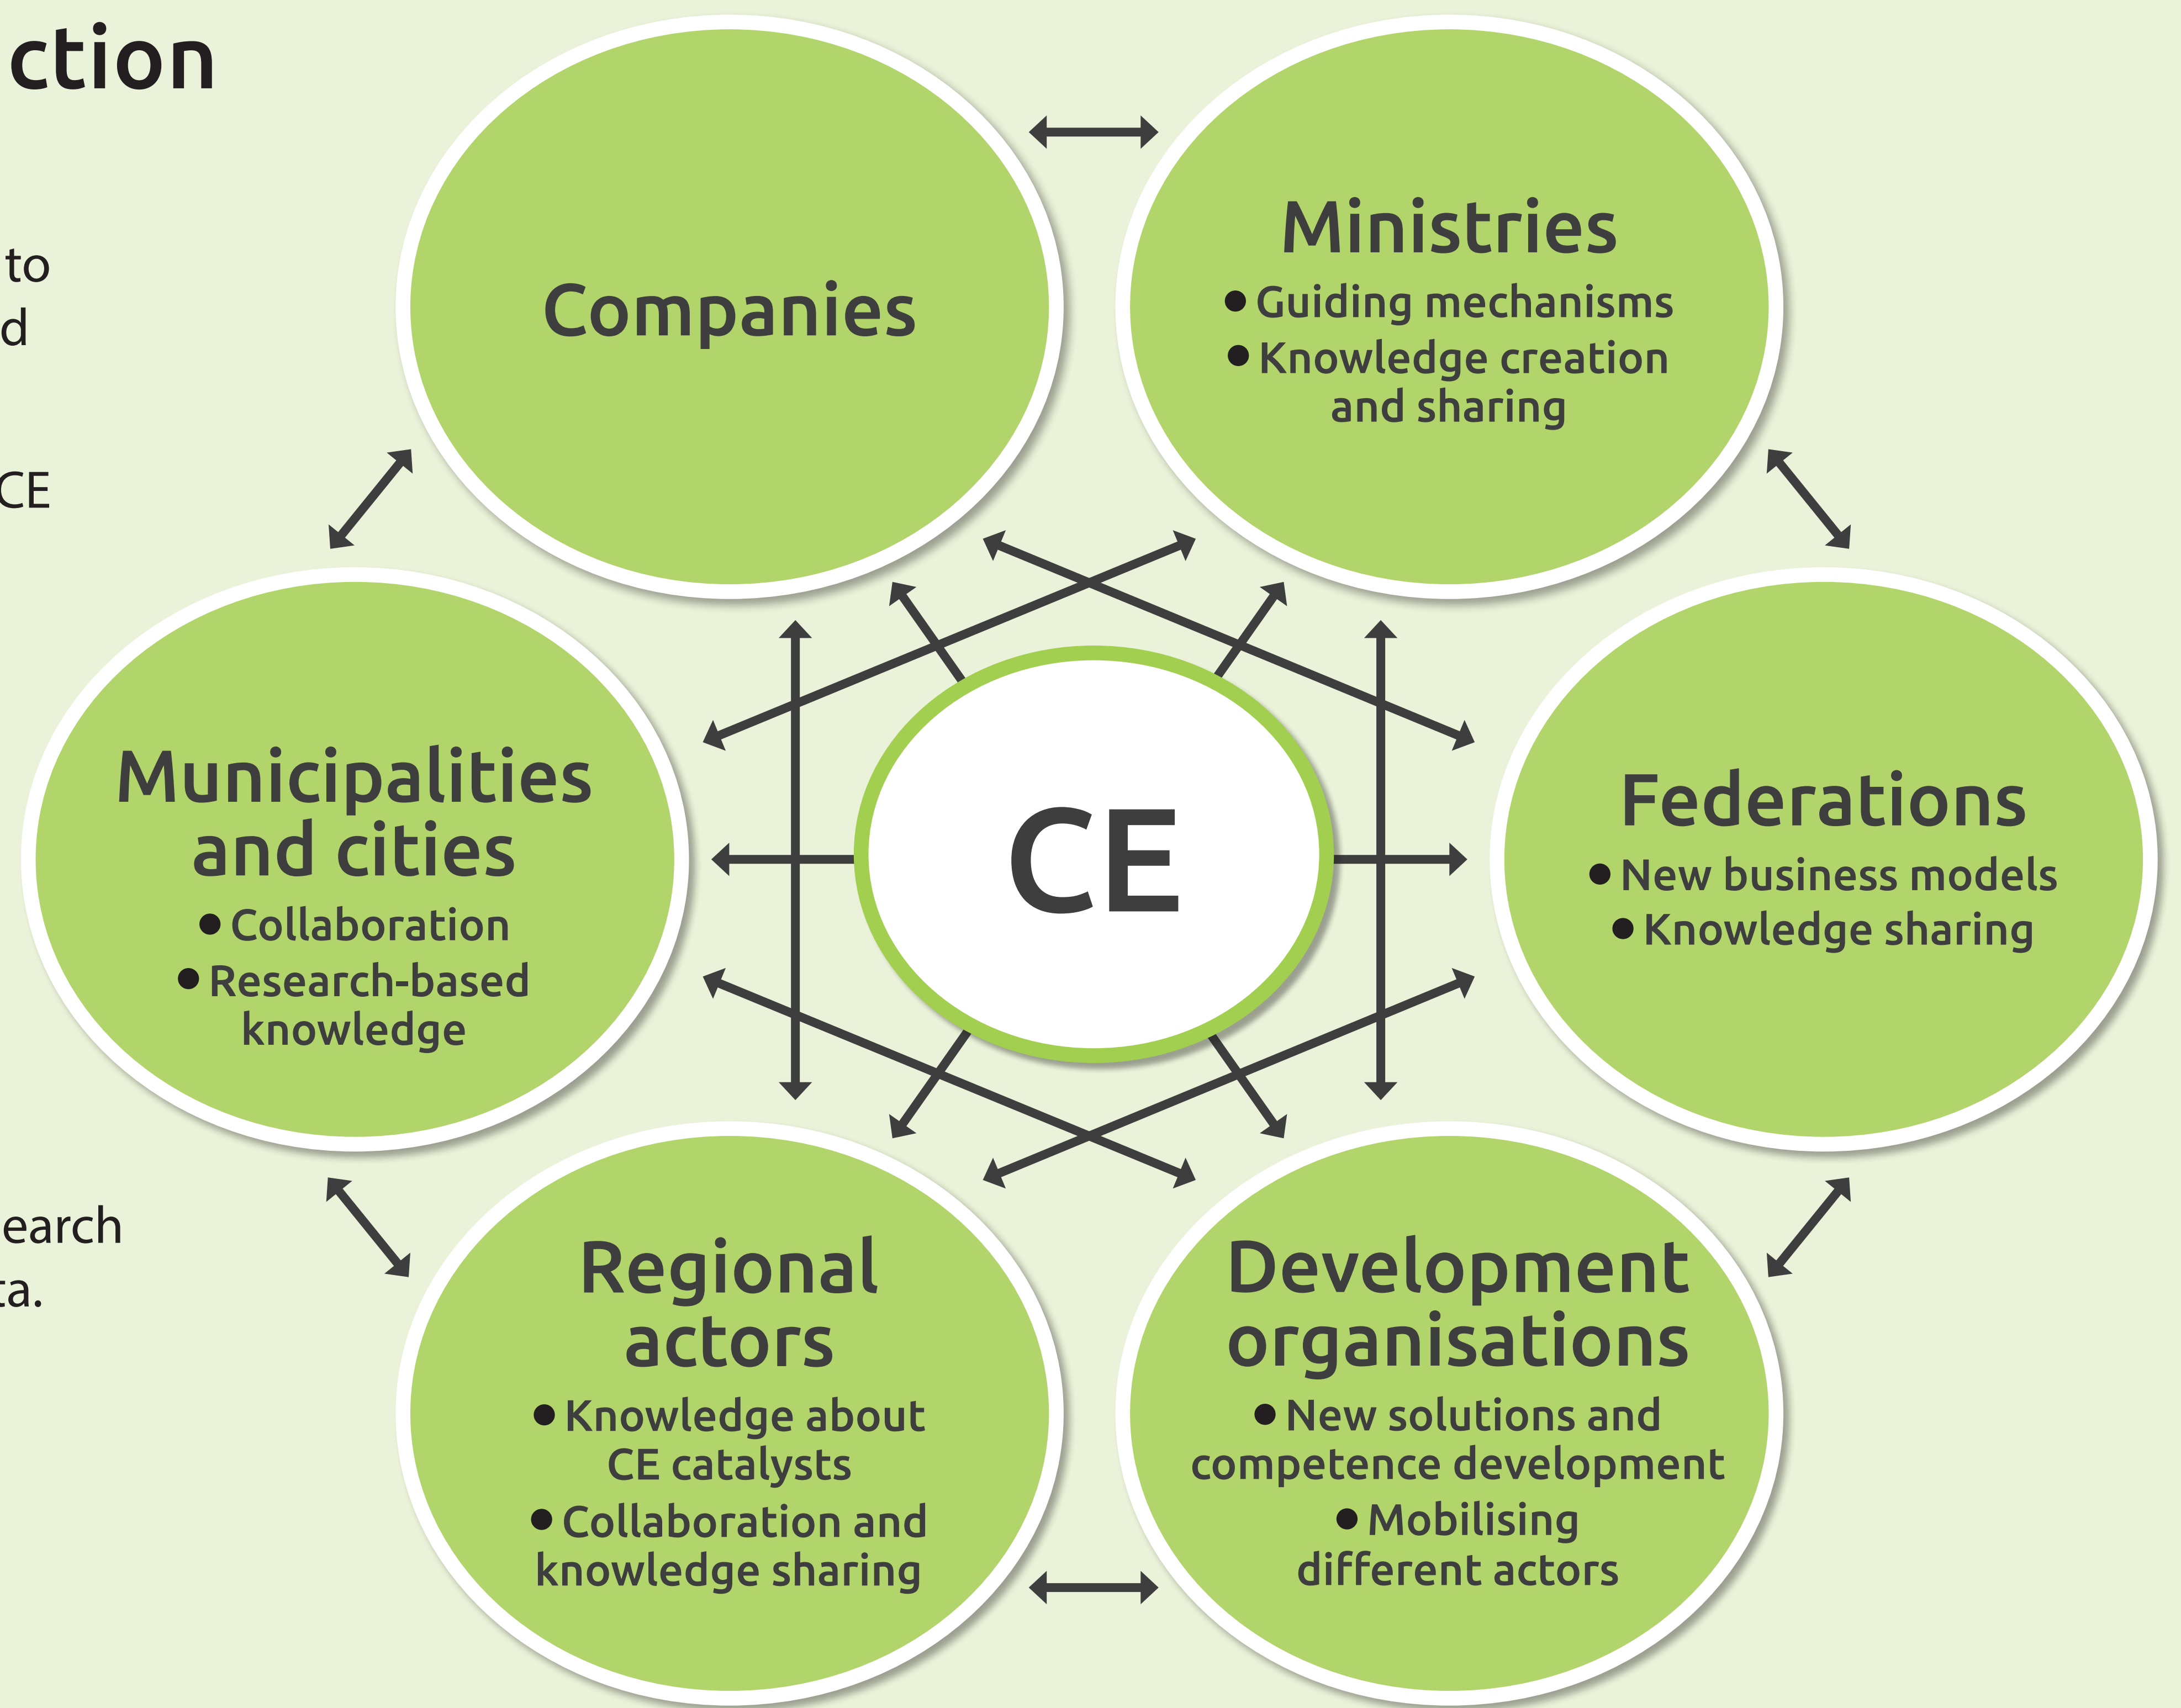 ction
to
d
CE
earch
ta.
Companies
Ministries
● Guiding mechanisms
● Knowledge creation
and sharing
Municipalities
and cities
● Collaboration
● Research-based
knowledge
CE
Federations
● New business models
● Knowledge sharing
Regional
actors
● Knowledge about
CE catalysts
● Collaboration and
knowledge sharing
Development
organisations
● New solutions and
competence development
● Mobilising
different actors